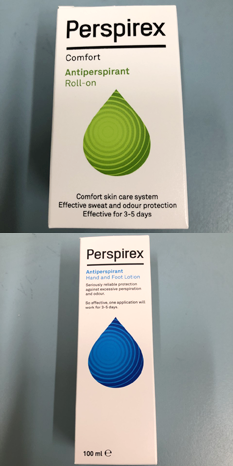 Perspirex
Comfort
Antiperspirant
Roll-on
Comfort skin care system
Effective sweat and odour protection
Effective for 3-5 days
Perspirex
Antiperspirant
Hand and Foot Lotion
Seriously reliable protection
against excessive perspiration
and odour.
So effective, one application will
work for 3-5 days.
100 ml ℮